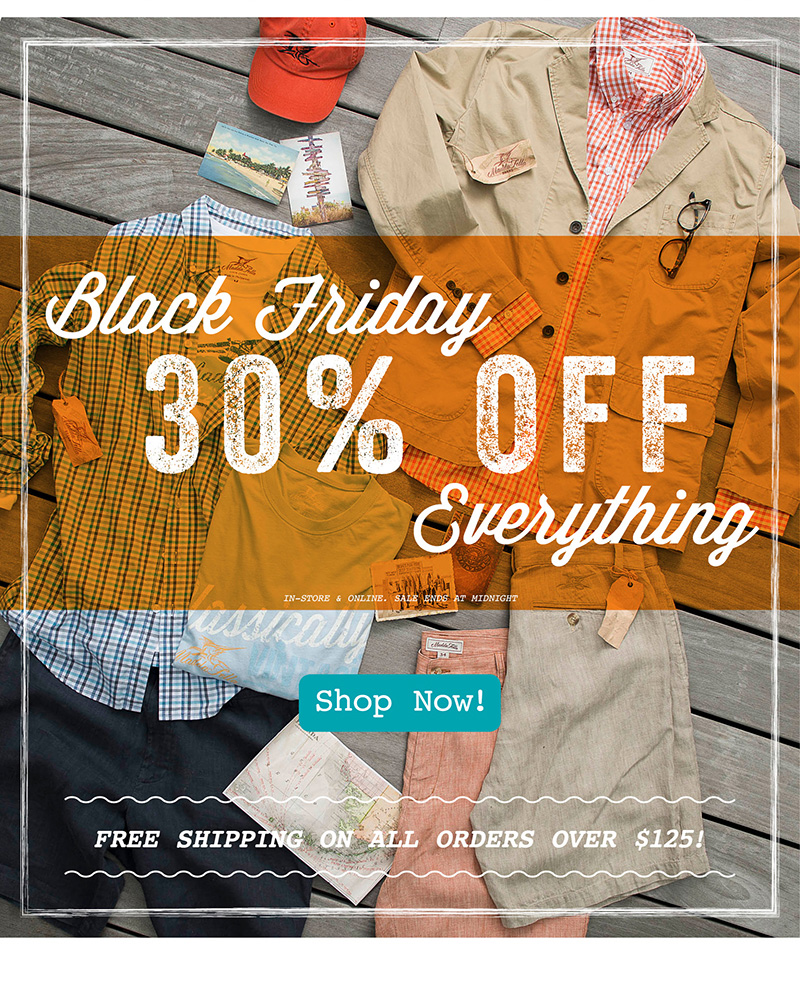 Black Friday
30% OFF
Everything
IN-STORE & ONLINE. SALE ENDS AT MIDNIGHT
Shop Now!
FREE SHIPPING ON ALL ORDERS OVER $125!